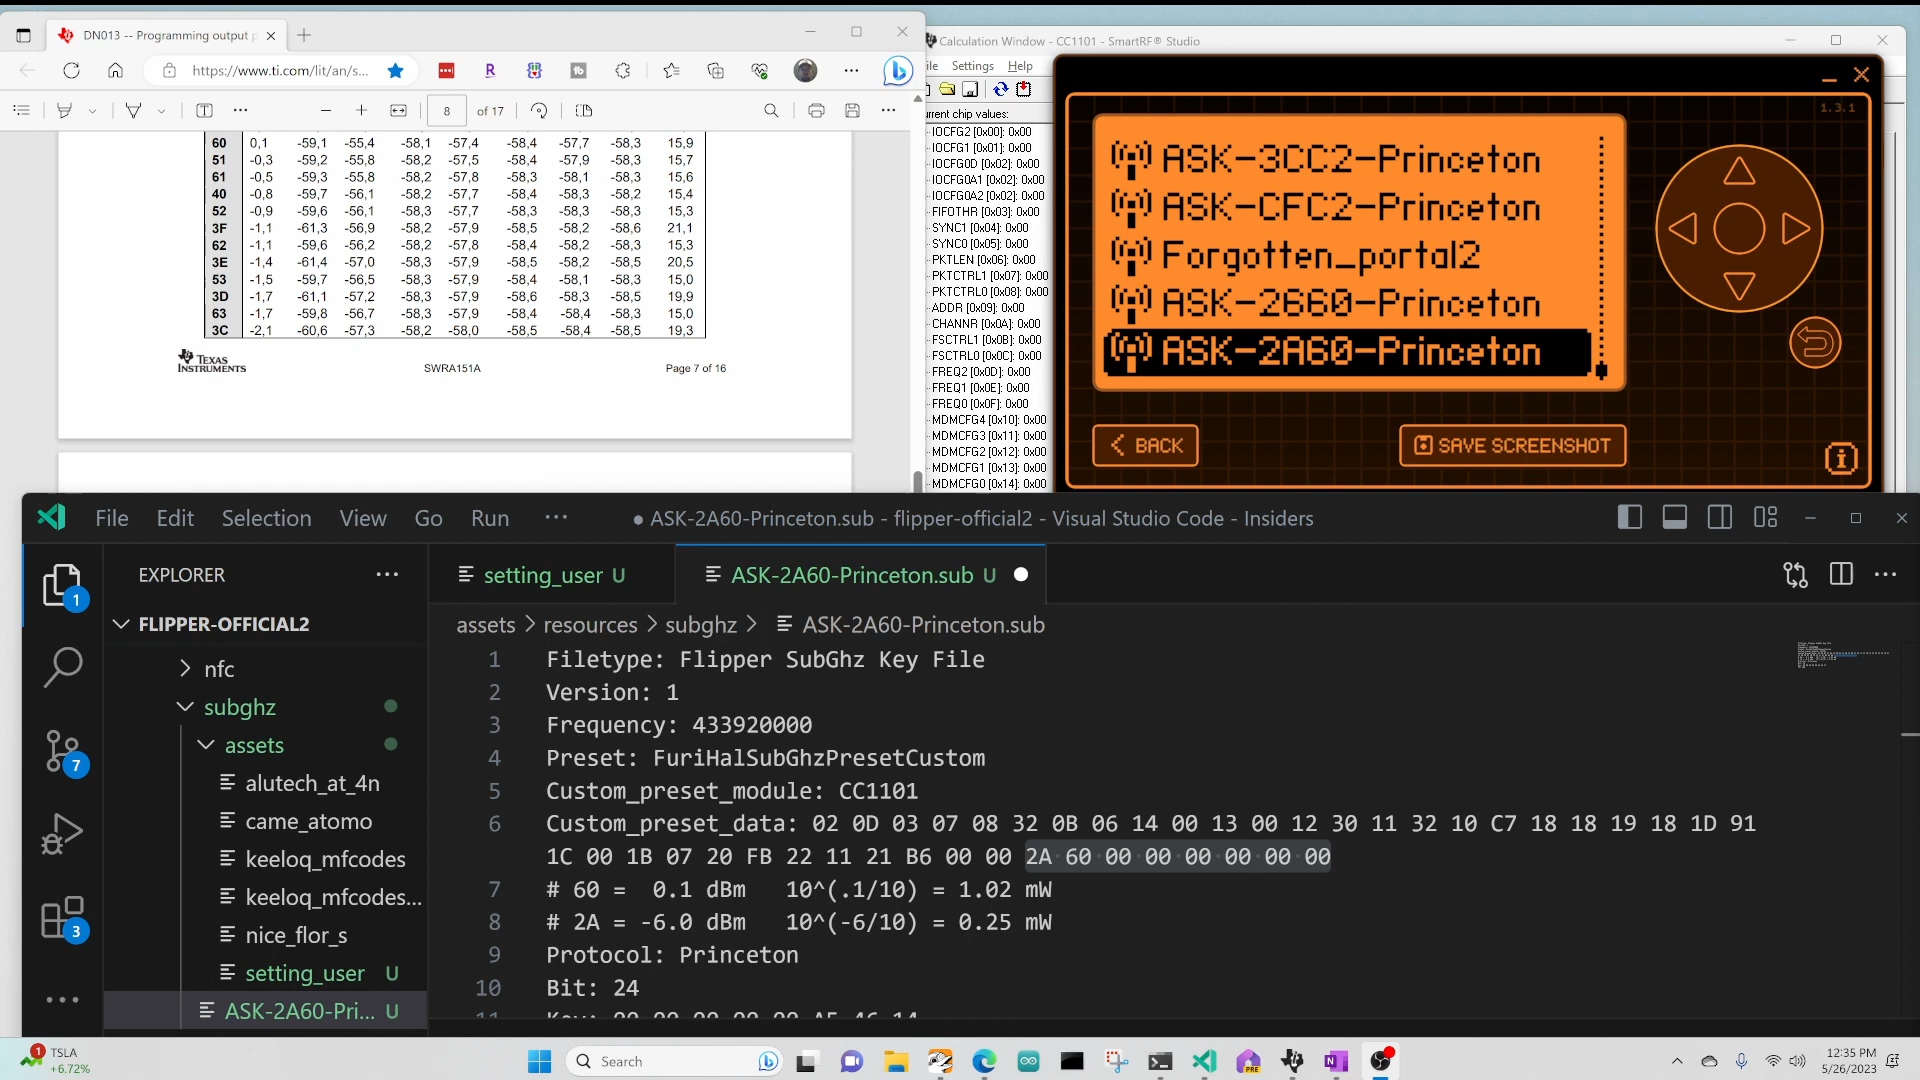 DN013 -- Programming output p
https://www.ti.com/lit/an/s...
8 of 17
60 0,1 -59,1 -55,4 -58,1 -57,4 -58,4 -57,7 -58,3 15,9
51 -0,3 -59,2 -55,8 -58,2 -57,5 -58,4 -57,9 -58,3 15,7
61 -0,5 -59,3 -55,8 -58,2 -57,8 -58,3 -58,1 -58,3 15,6
40 -0,8 -59,7 -56,1 -58,2 -57,7 -58,4 -58,3 -58,2 15,4
52 -0,9 -59,6 -56,1 -58,3 -57,7 -58,3 -58,3 -58,3 15,3
3F -1,1 -61,3 -56,9 -58,2 -57,9 -58,5 -58,2 -58,6 21,1
62 -1,1 -59,6 -56,2 -58,2 -57,8 -58,4 -58,2 -58,3 15,3
3E -1,4 -61,4 -57,0 -58,3 -57,9 -58,5 -58,2 -58,5 20,5
53 -1,5 -59,7 -56,5 -58,3 -57,9 -58,4 -58,1 -58,3 15,0
3D -1,7 -61,1 -57,2 -58,3 -57,9 -58,6 -58,3 -58,5 19,9
63 -1,7 -59,8 -56,7 -58,3 -57,9 -58,4 -58,4 -58,3 15,0
3C -2,1 -60,6 -57,3 -58,2 -58,0 -58,5 -58,4 -58,5 19,3
TEXAS INSTRUMENTS SWRA151A Page 7 of 16
Calculation Window - CC1101 - SmartRF® Studio
ile Settings Help
urrent chip values:
IOCFG2 [0x00]: 0x00
IOCFG1 [0x01]: 0x00
IOCFG0D [0x02]: 0x00
IOCFG0A1 [0x02]: 0x00
IOCFG0A2 [0x02]: 0x00
FIFOTHR [0x03]: 0x00
SYNC1 [0x04]: 0x00
SYNC0 [0x05]: 0x00
PKTLEN [0x06]: 0x00
PKTCTRL1 [0x07]: 0x00
PKTCTRL0 [0x08]: 0x00
ADDR [0x09]: 0x00
CHANNR [0x0A]: 0x00
FSCTRL1 [0x0B]: 0x00
FSCTRL0 [0x0C]: 0x00
FREQ2 [0x0D]: 0x00
FREQ1 [0x0E]: 0x00
FREQ0 [0x0F]: 0x00
MDMCFG4 [0x10]: 0x00
MDMCFG3 [0x11]: 0x00
MDMCFG2 [0x12]: 0x00
MDMCFG1 [0x13]: 0x00
MDMCFG0 [0x14]: 0x00
1.3.1
ASK-3CC2-Princeton
ASK-CFC2-Princeton
Forgotten_portal2
ASK-2660-Princeton
ASK-2A60-Princeton
BACK SAVE SCREENSHOT
File Edit Selection View Go Run ··· ● ASK-2A60-Princeton.sub - flipper-official2 - Visual Studio Code - Insiders
EXPLORER ···
FLIPPER-OFFICIAL2
nfc
subghz
assets
alutech_at_4n
came_atomo
keeloq_mfcodes
keeloq_mfcodes...
nice_flor_s
setting_user U
ASK-2A60-Pri... U
1
7
3
setting_user U ASK-2A60-Princeton.sub U
assets > resources > subghz > ASK-2A60-Princeton.sub
1 Filetype: Flipper SubGhz Key File
2 Version: 1
3 Frequency: 433920000
4 Preset: FuriHalSubGhzPresetCustom
5 Custom_preset_module: CC1101
6 Custom_preset_data: 02 0D 03 07 08 32 0B 06 14 00 13 00 12 30 11 32 10 C7 18 18 19 18 1D 91
1C 00 1B 07 20 FB 22 11 21 B6 00 00 2A 60 00 00 00 00 00 00
7 # 60 = 0.1 dBm 10^(.1/10) = 1.02 mW
8 # 2A = -6.0 dBm 10^(-6/10) = 0.25 mW
9 Protocol: Princeton
10 Bit: 24
11 Key: 00 00 00 00 00 A5 46 14
1 TSLA
+6.72%
Search
PRE
12:35 PM
5/26/2023